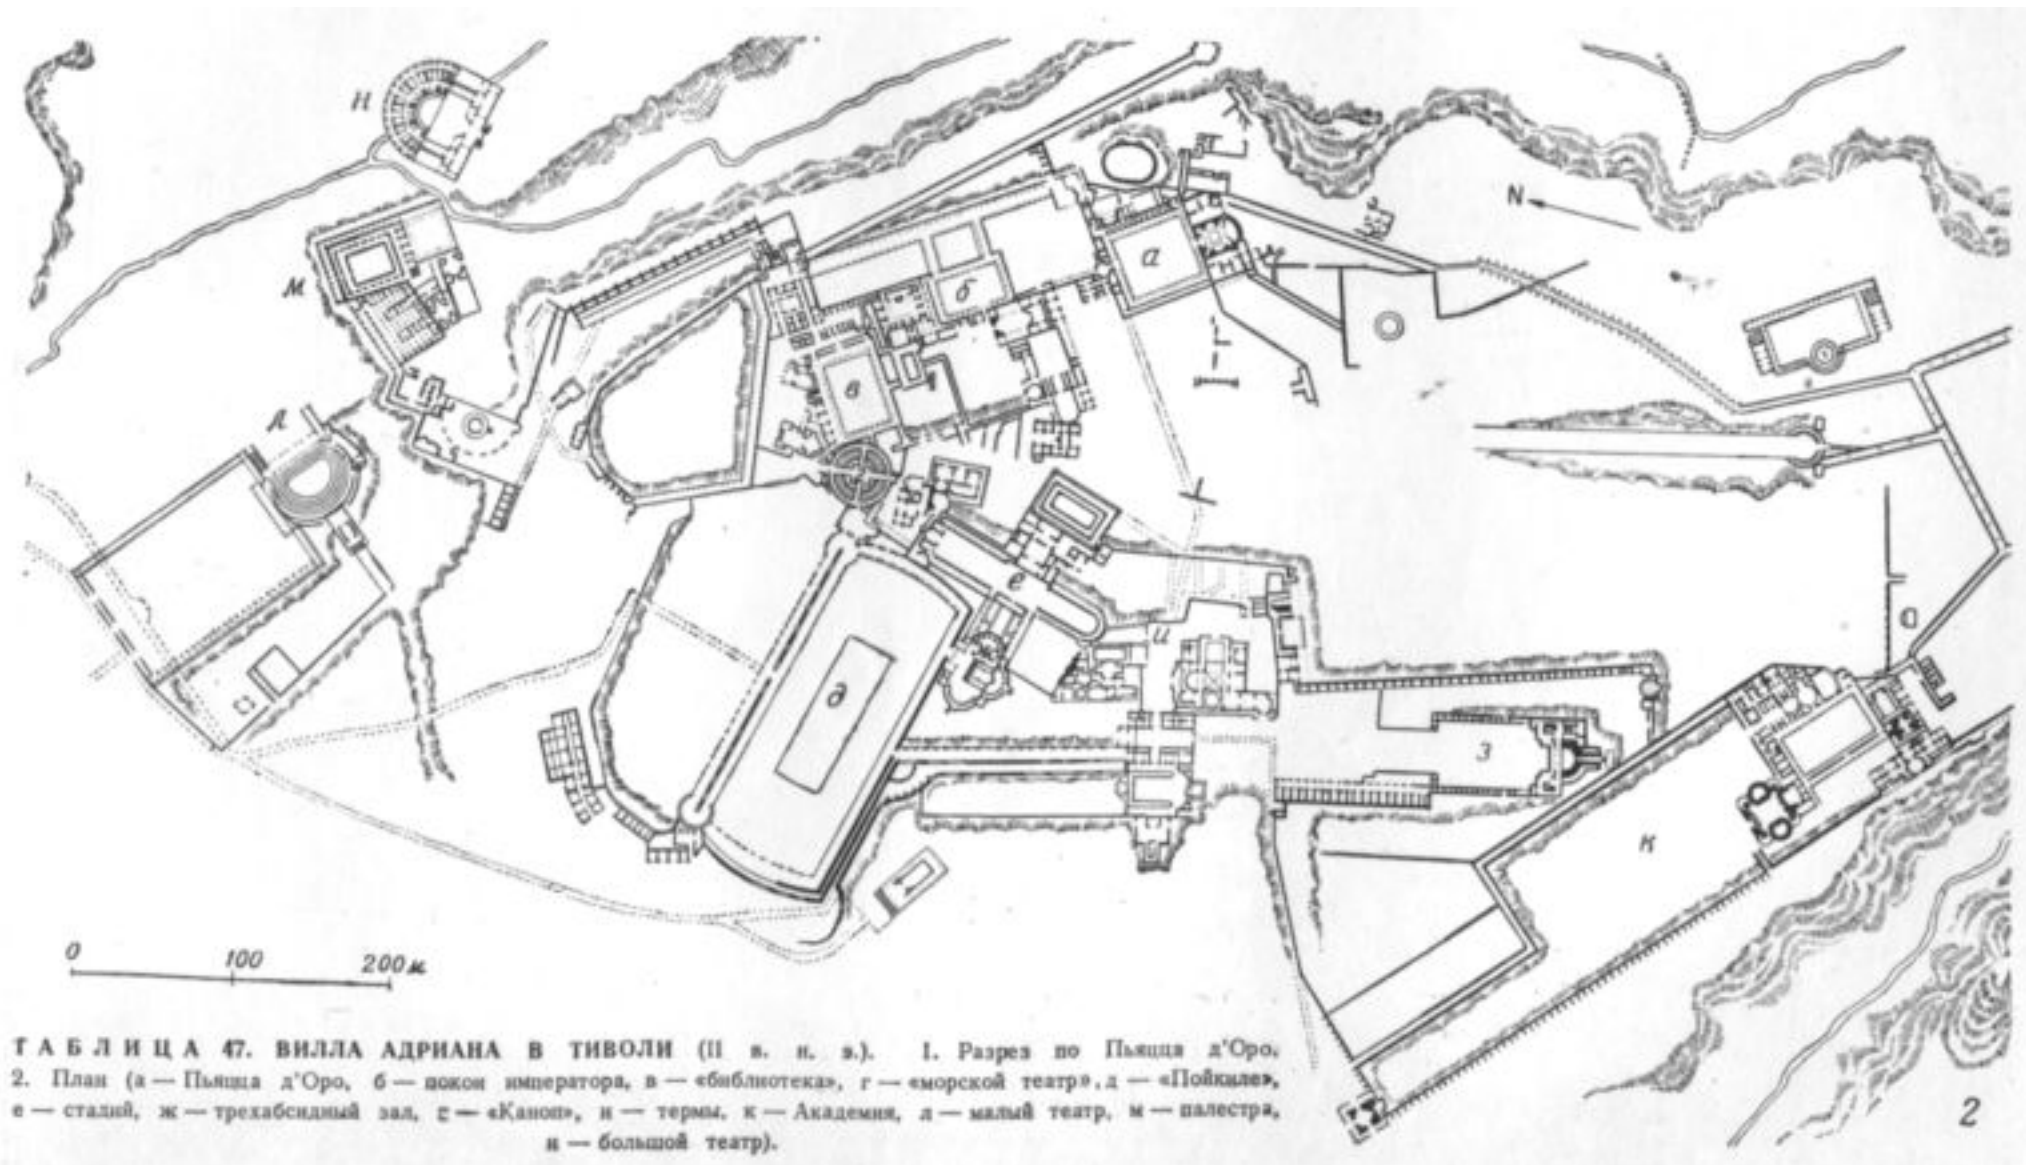 н
N
а
м
б
в
л
е
и
д
з
к
0 100 200 м
ТАБЛИЦА 47. ВИЛЛА АДРИАНА В ТИВОЛИ (II в. н. э.). 1. Разрез по Пьяцца д'Оро.
2. План (а — Пьяцца д'Оро, б — покои императора, в — «библиотека», г — «морской театр», д — «Пойкиле»,
е — стадий, ж — трехабсидный зал, з — «Каноп», и — термы, к — Академия, л — малый театр, м — палестра,
н — большой театр).
2